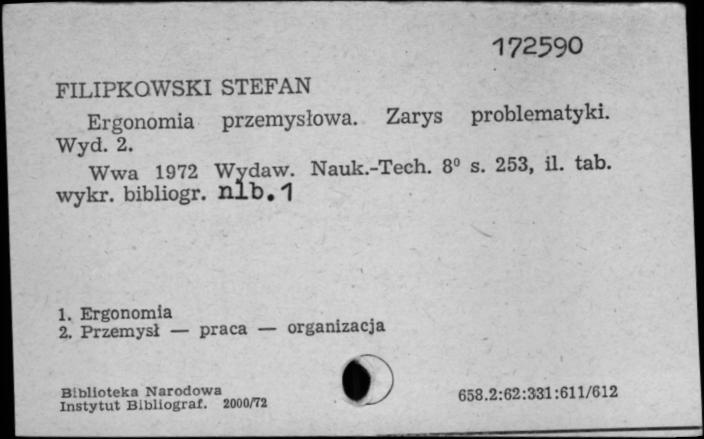 172590
FILIPKOWSKI STEFAN
Ergonomia przemysłowa. Zarys problematyki.
Wyd. 2.
Wwa 1972 Wydaw. Nauk.-Tech. 8⁰ s. 253, il. tab.
wykr. bibliogr. nlb. 1
1. Ergonomia
2. Przemysł — praca — organizacja
Biblioteka Narodowa
Instytut Bibliograf. 2000/72
658.2:62:331:611/612